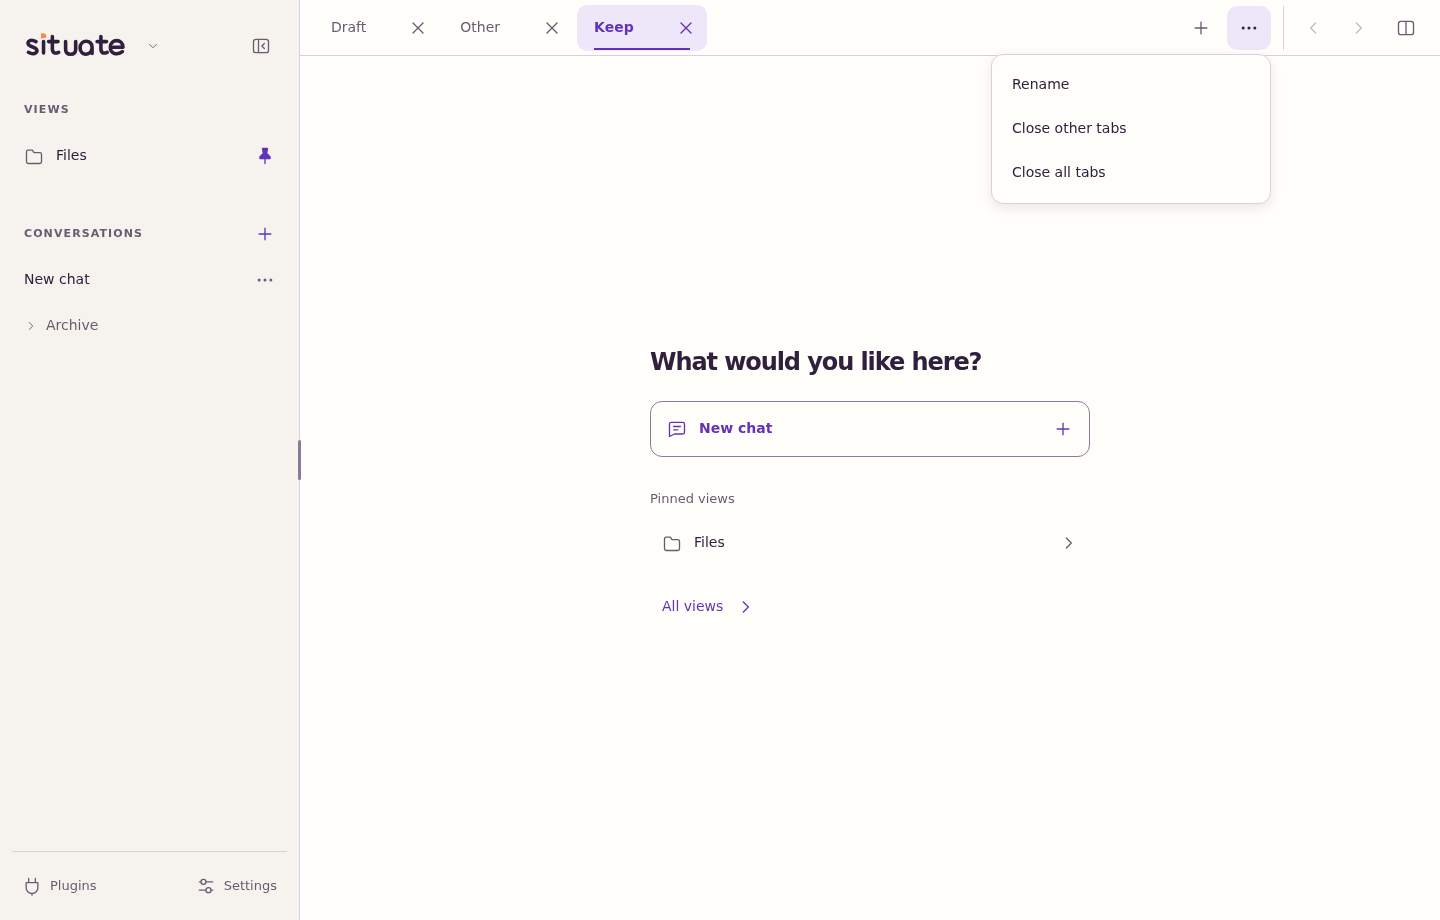 situate
Draft
Other
Keep
Rename
Close other tabs
Close all tabs
VIEWS
Files
CONVERSATIONS
New chat
Archive
What would you like here?
New chat
Pinned views
Files
All views
Plugins
Settings